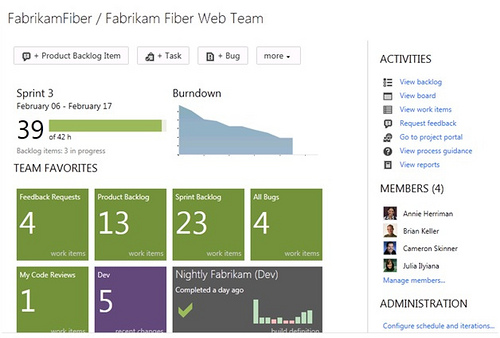 FabrikamFiber / Fabrikam Fiber Web Team
+ Product Backlog Item
+ Task
+ Bug
more
Sprint 3
February 06 - February 17
39
of 42 h
Backlog items: 3 in progress
Burndown
TEAM FAVORITES
Feedback Requests
4
work items
Product Backlog
13
work items
Sprint Backlog
23
work items
All Bugs
4
work items
My Code Reviews
1
work items
Dev
5
recent changes
Nightly Fabrikam (Dev)
Completed a day ago
build definition
ACTIVITIES
View backlog
View board
View work items
Request feedback
Go to project portal
View process guidance
View reports
MEMBERS (4)
Annie Herriman
Brian Keller
Cameron Skinner
Julia Ilyiana
Manage members...
ADMINISTRATION
Configure schedule and iterations...